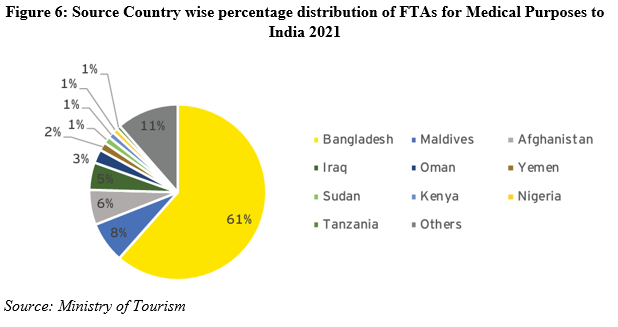 Figure 6: Source Country wise percentage distribution of FTAs for Medical Purposes to
India 2021
1%
1%
1%
1%
2%
3%
5%
6%
8%
11%
61%
Bangladesh Maldives Afghanistan
Iraq Oman Yemen
Sudan Kenya Nigeria
Tanzania Others
Source: Ministry of Tourism